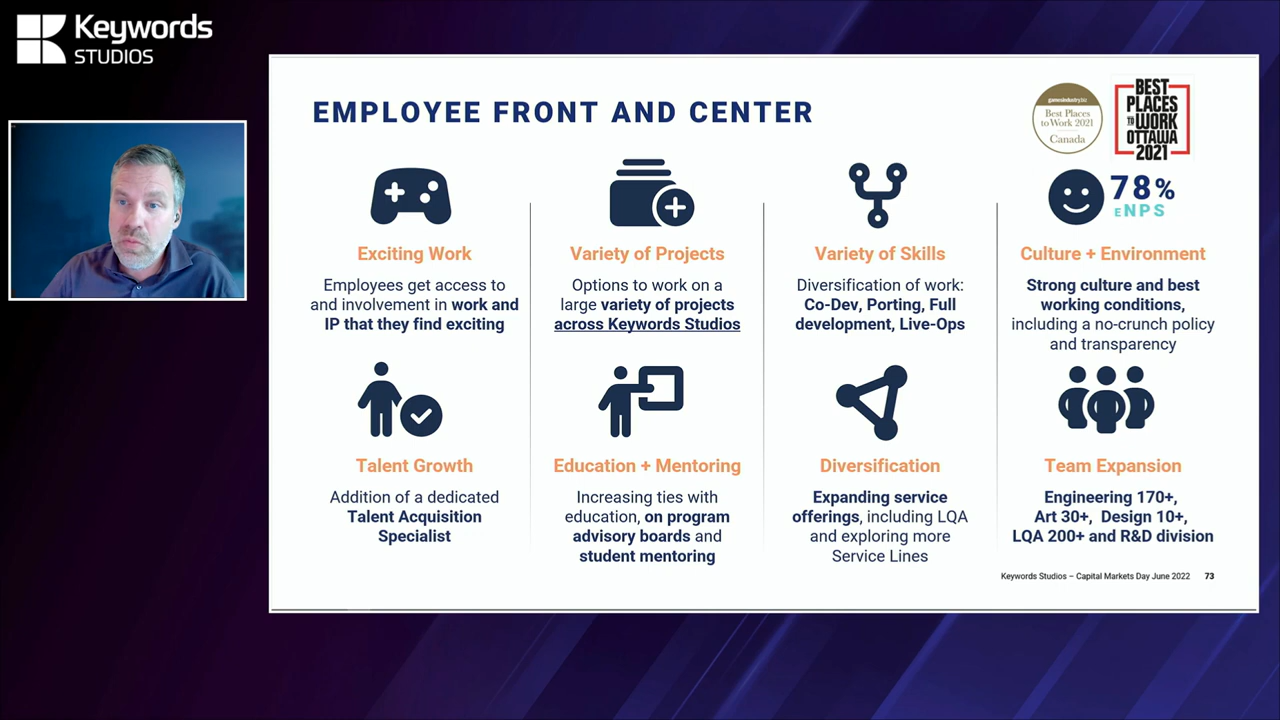 Keywords
STUDIOS
EMPLOYEE FRONT AND CENTER
gamesindustry.biz
Best Places
to Work 2021
Canada
BEST
PLACES
TO WORK
OTTAWA
2021
78%
eNPS
Exciting Work
Employees get access to
and involvement in work and
IP that they find exciting
Variety of Projects
Options to work on a
large variety of projects
across Keywords Studios
Variety of Skills
Diversification of work:
Co-Dev, Porting, Full
development, Live-Ops
Culture + Environment
Strong culture and best
working conditions,
including a no-crunch policy
and transparency
Talent Growth
Addition of a dedicated
Talent Acquisition
Specialist
Education + Mentoring
Increasing ties with
education, on program
advisory boards and
student mentoring
Diversification
Expanding service
offerings, including LQA
and exploring more
Service Lines
Team Expansion
Engineering 170+,
Art 30+, Design 10+,
LQA 200+ and R&D division
Keywords Studios – Capital Markets Day June 2022 73